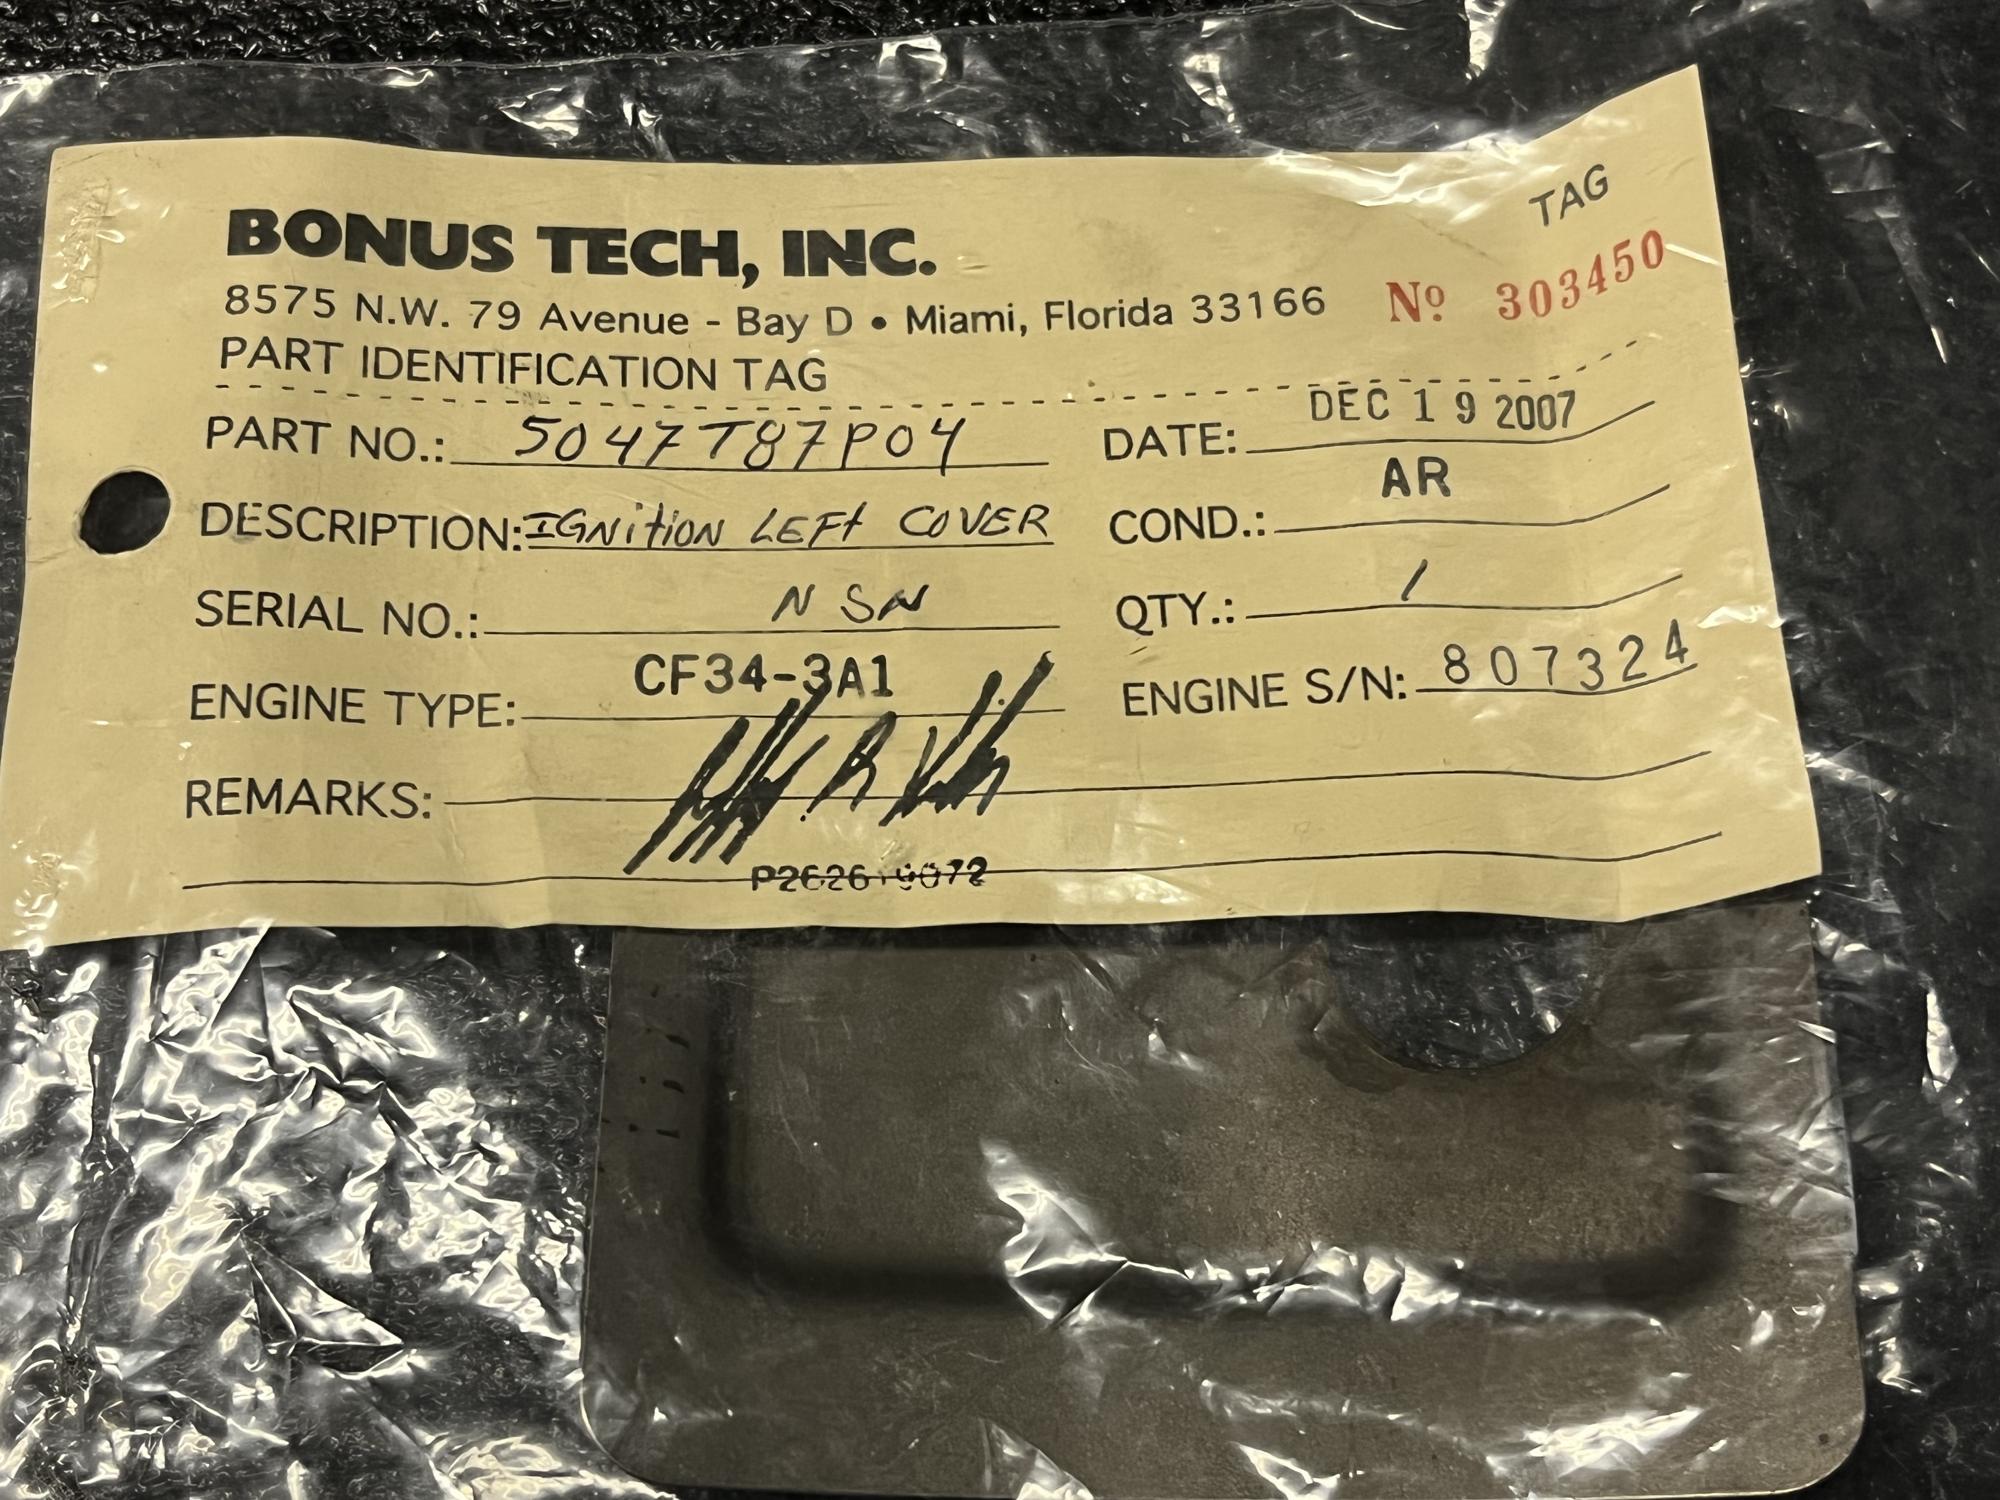 BONUS TECH, INC.
TAG
8575 N.W. 79 Avenue - Bay D • Miami, Florida 33166 Nº 303450
PART IDENTIFICATION TAG
PART NO.: 5047T87P04 DATE: DEC 19 2007
DESCRIPTION: IGNition LEFt COVER COND.: AR
SERIAL NO.: NSN QTY.: 1
ENGINE TYPE: CF34-3A1 ENGINE S/N: 807324
REMARKS: